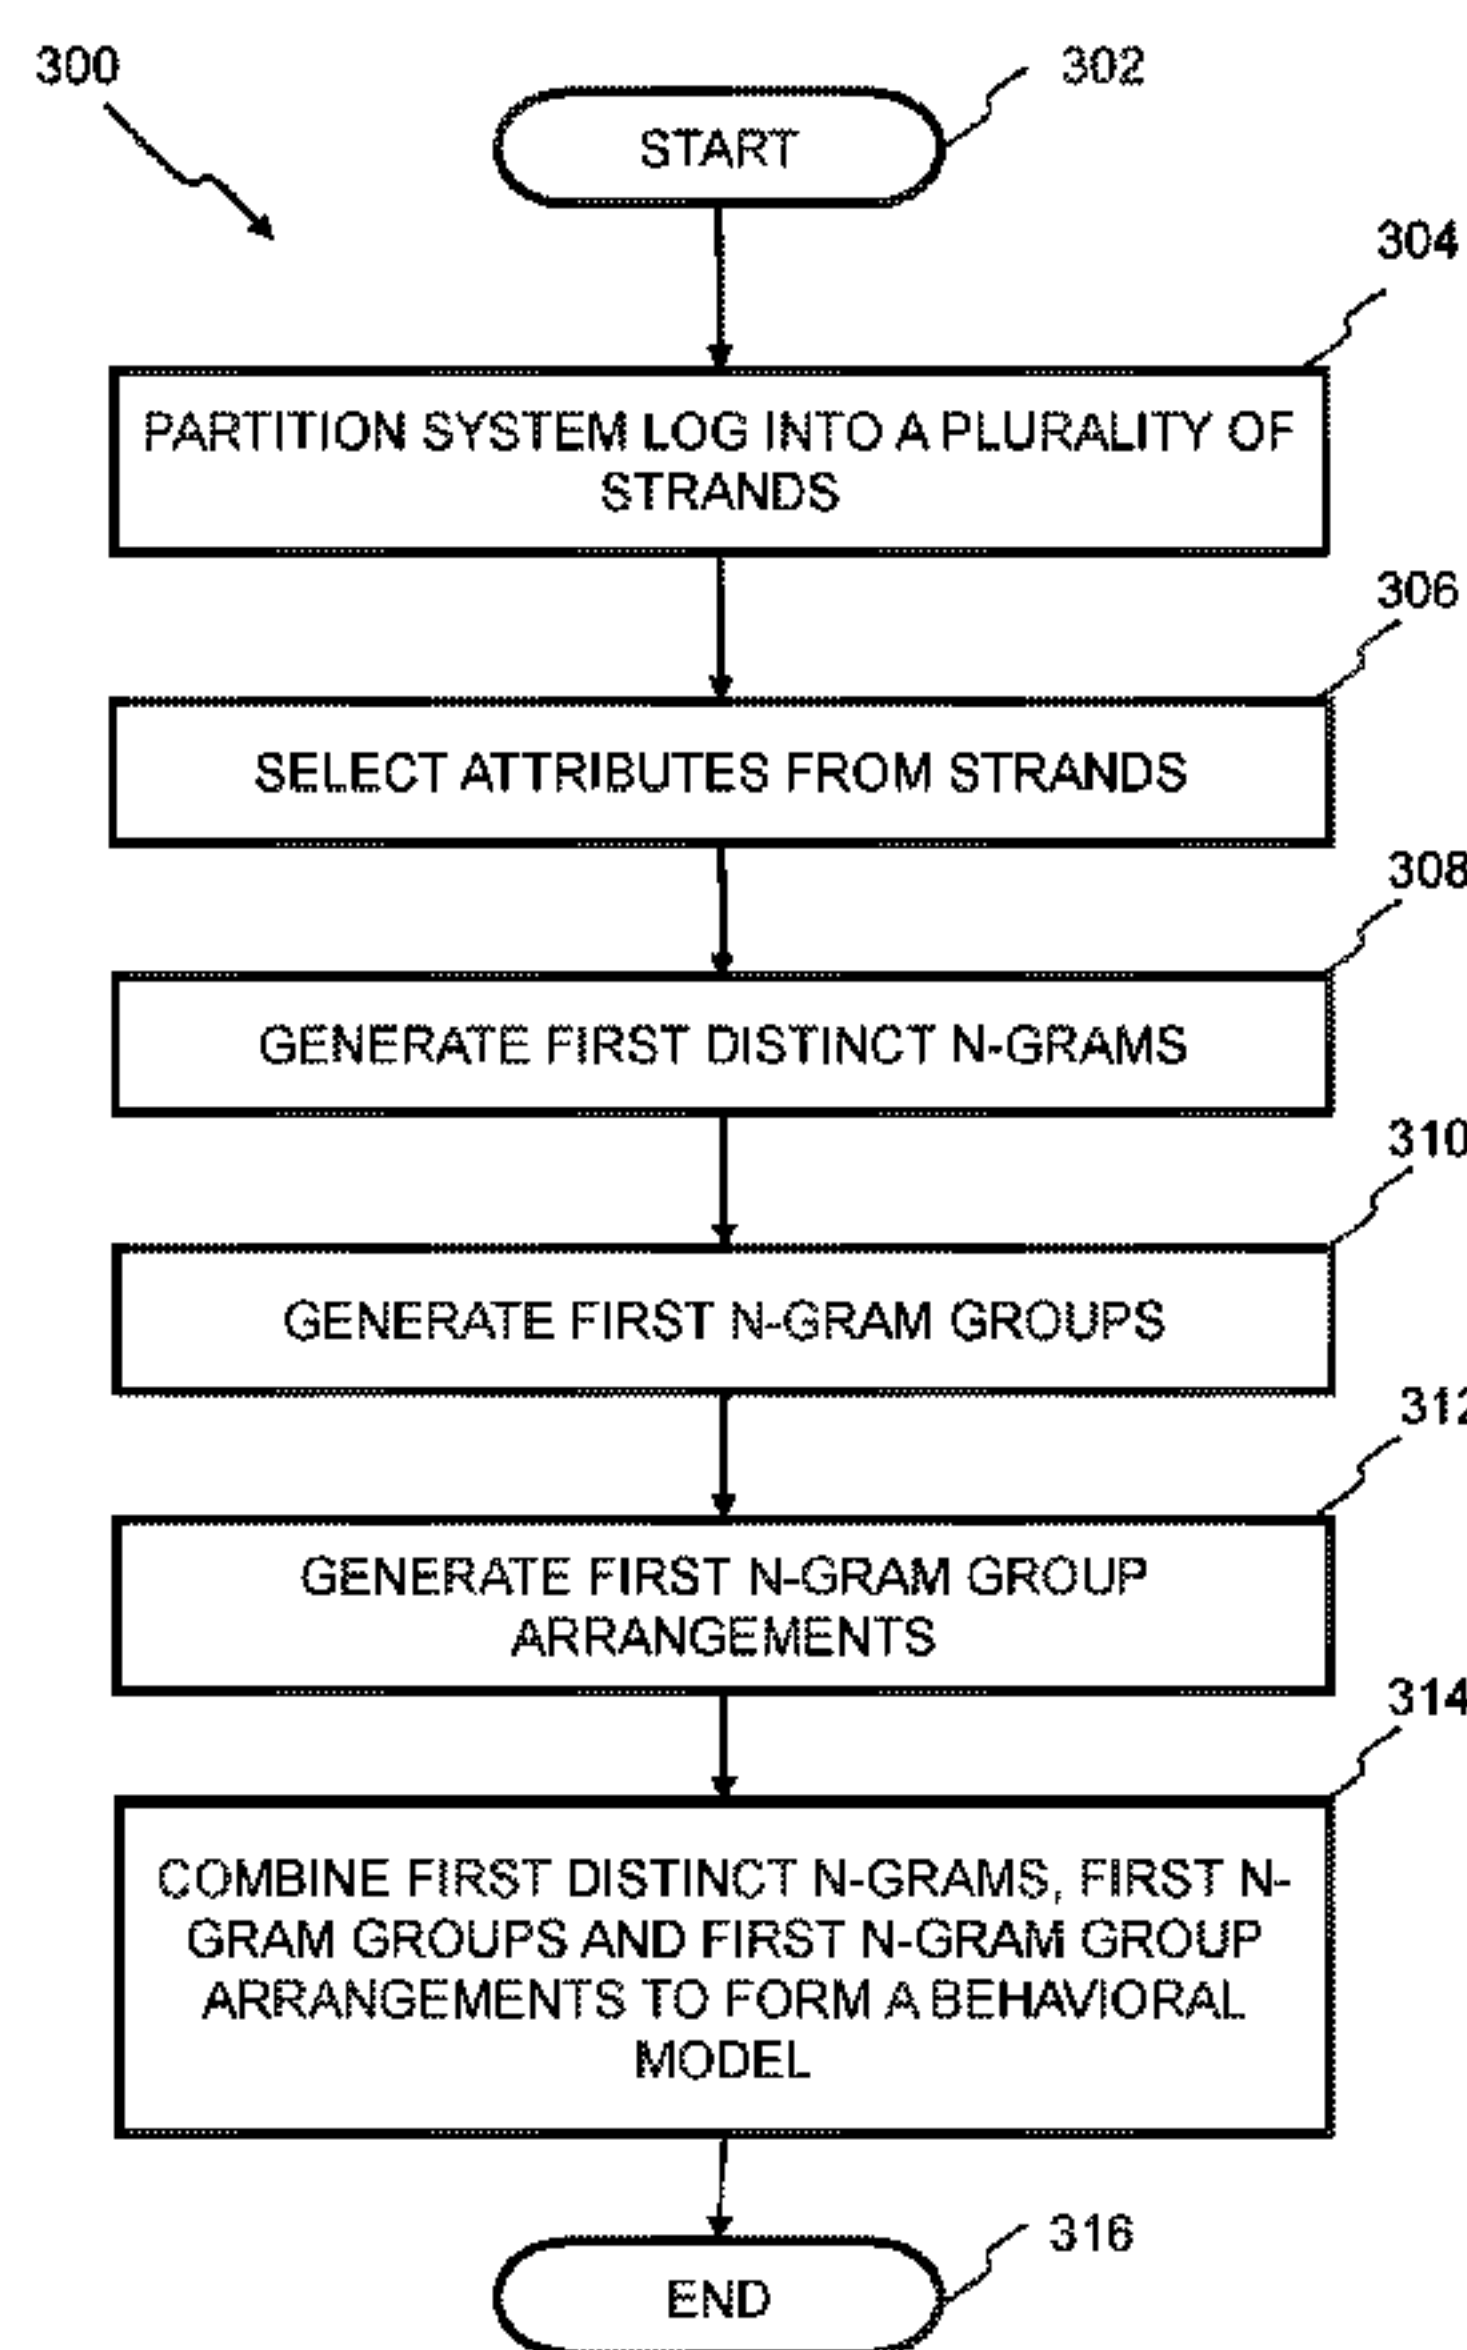 300
302
START
304
PARTITION SYSTEM LOG INTO A PLURALITY OF
STRANDS
306
SELECT ATTRIBUTES FROM STRANDS
308
GENERATE FIRST DISTINCT N-GRAMS
310
GENERATE FIRST N-GRAM GROUPS
312
GENERATE FIRST N-GRAM GROUP
ARRANGEMENTS
314
COMBINE FIRST DISTINCT N-GRAMS, FIRST N-
GRAM GROUPS AND FIRST N-GRAM GROUP
ARRANGEMENTS TO FORM A BEHAVIORAL
MODEL
316
END